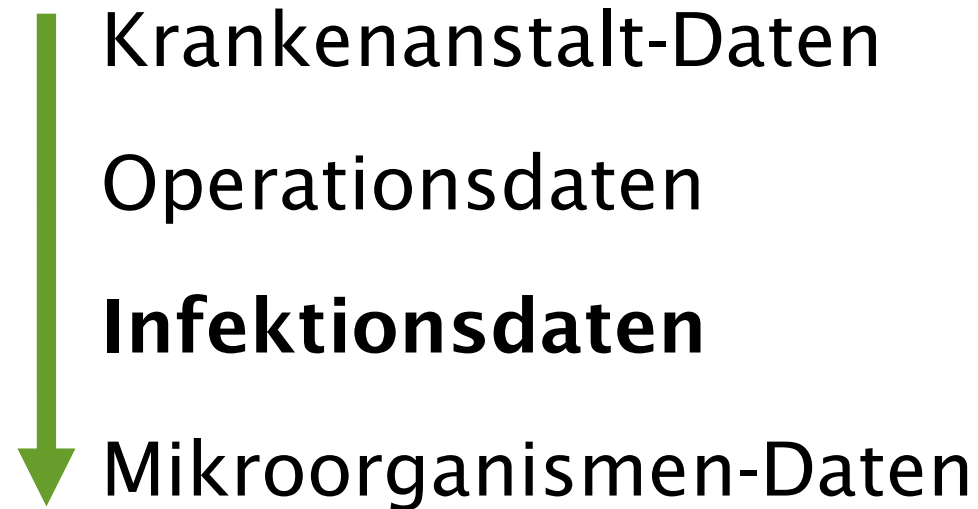 Krankenanstalt-Daten
Operationsdaten
Infektionsdaten
Mikroorganismen-Daten